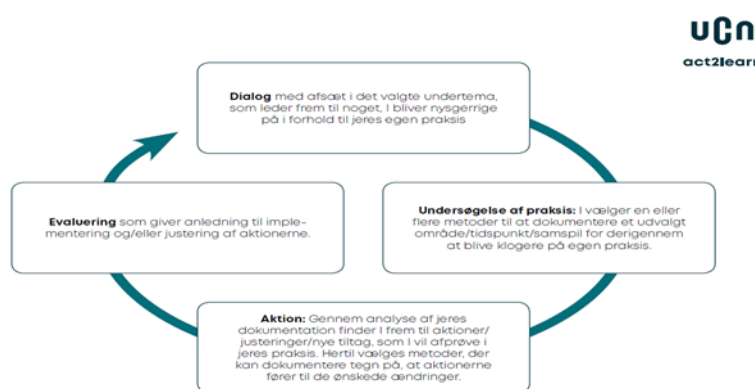 ucn
act2learn
Dialog med afsæt i det valgte undertema,
som leder frem til noget, I bliver nysgerrige
på i forhold til jeres egen praksis
Evaluering som giver anledning til imple-
mentering og/eller justering af aktionerne.
Undersøgelse af praksis: I vælger en eller
flere metoder til at dokumentere et udvalgt
område/tidspunkt/samspil for derigennem
at blive klogere på egen praksis.
Aktion: Gennem analyse af jeres
dokumentation finder I frem til aktioner/
justeringer/nye tiltag, som I vil afprøve i
jeres praksis. Hertil vælges metoder, der
kan dokumentere tegn på, at aktionerne
fører til de ønskede ændringer.